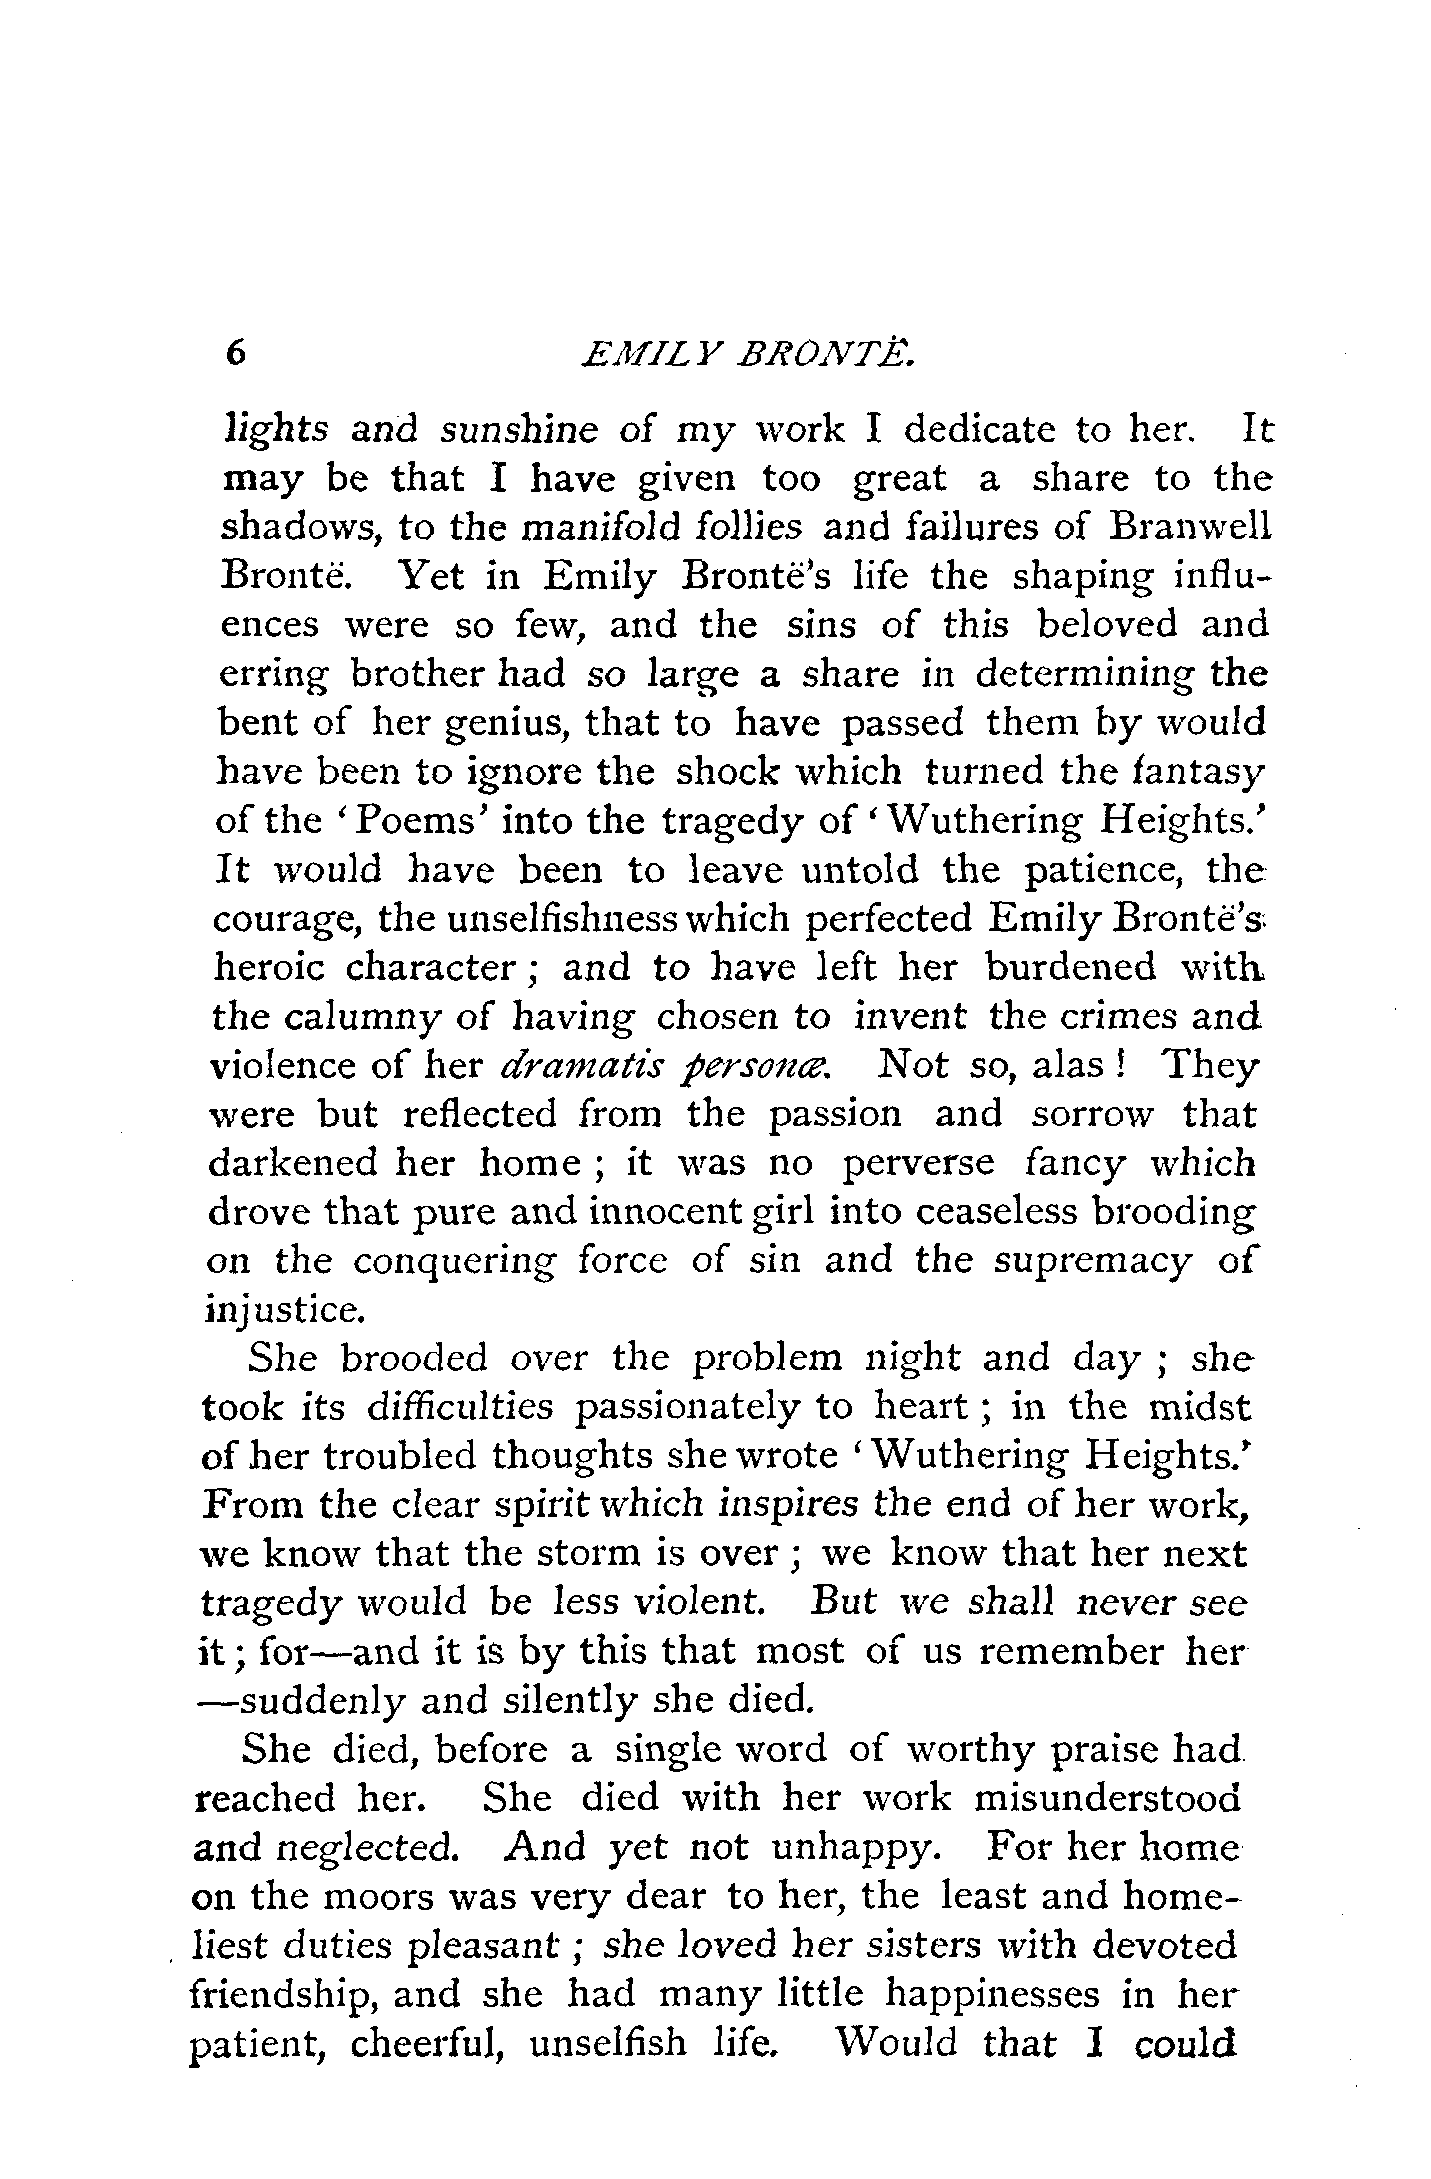 6 EMILY BRONTË.
lights and sunshine of my work I dedicate to her. It
may be that I have given too great a share to the
shadows, to the manifold follies and failures of Branwell
Brontë. Yet in Emily Brontë's life the shaping influ-
ences were so few, and the sins of this beloved and
erring brother had so large a share in determining the
bent of her genius, that to have passed them by would
have been to ignore the shock which turned the fantasy
of the ‘Poems’ into the tragedy of ‘Wuthering Heights.’
It would have been to leave untold the patience, the
courage, the unselfishness which perfected Emily Brontë's
heroic character; and to have left her burdened with
the calumny of having chosen to invent the crimes and
violence of her dramatis personæ. Not so, alas! They
were but reflected from the passion and sorrow that
darkened her home; it was no perverse fancy which
drove that pure and innocent girl into ceaseless brooding
on the conquering force of sin and the supremacy of
injustice.
She brooded over the problem night and day; she
took its difficulties passionately to heart; in the midst
of her troubled thoughts she wrote ‘Wuthering Heights.’
From the clear spirit which inspires the end of her work,
we know that the storm is over; we know that her next
tragedy would be less violent. But we shall never see
it; for—and it is by this that most of us remember her
—suddenly and silently she died.
She died, before a single word of worthy praise had
reached her. She died with her work misunderstood
and neglected. And yet not unhappy. For her home
on the moors was very dear to her, the least and home-
liest duties pleasant; she loved her sisters with devoted
friendship, and she had many little happinesses in her
patient, cheerful, unselfish life. Would that I could